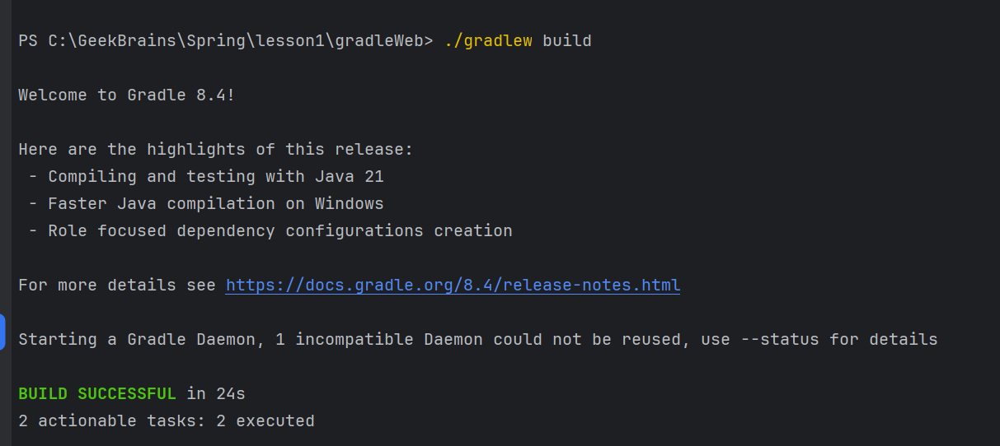 PS C:\GeekBrains\Spring\lesson1\gradleWeb> ./gradlew build
Welcome to Gradle 8.4!
Here are the highlights of this release:
- Compiling and testing with Java 21
- Faster Java compilation on Windows
- Role focused dependency configurations creation
For more details see https://docs.gradle.org/8.4/release-notes.html
Starting a Gradle Daemon, 1 incompatible Daemon could not be reused, use --status for details
BUILD SUCCESSFUL in 24s
2 actionable tasks: 2 executed